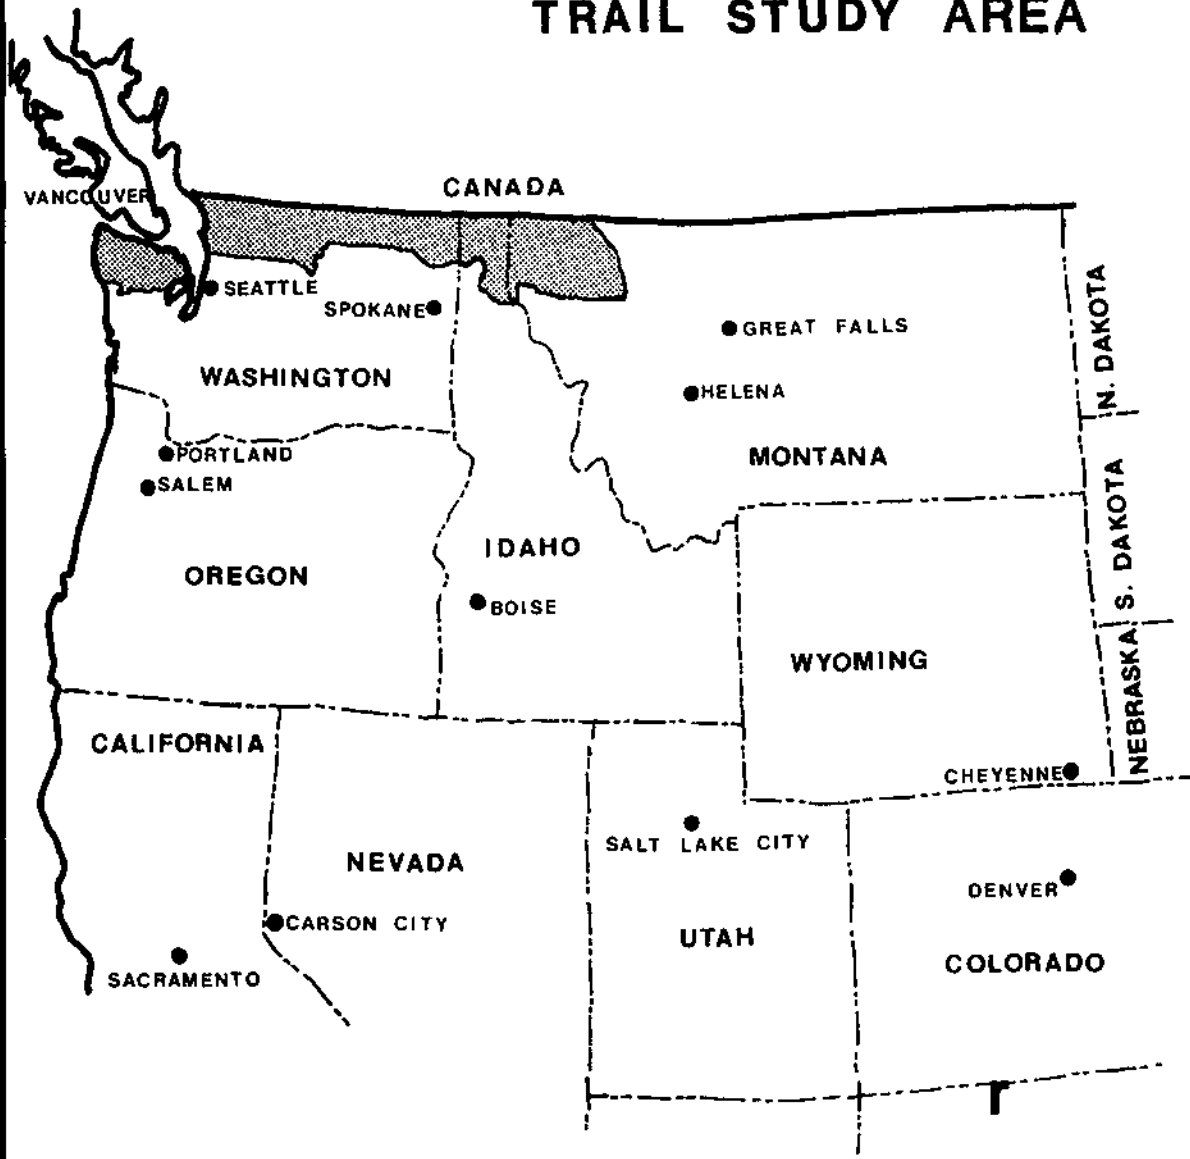 TRAIL STUDY AREA
CANADA
VANCOUVER
SEATTLE
SPOKANE
N. DAKOTA
GREAT FALLS
WASHINGTON
HELENA
PORTLAND
MONTANA
SALEM
S. DAKOTA
IDAHO
OREGON
BOISE
WYOMING
NEBRASKA
CALIFORNIA
CHEYENNE
SALT LAKE CITY
NEVADA
DENVER
CARSON CITY
UTAH
COLORADO
SACRAMENTO
r